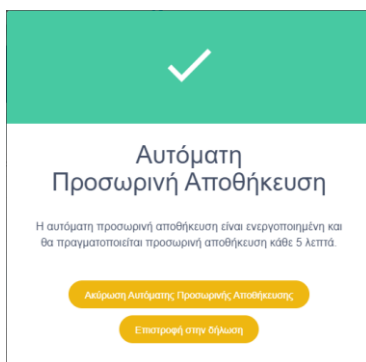 Αυτόματη
Προσωρινή Αποθήκευση
Η αυτόματη προσωρινή αποθήκευση είναι ενεργοποιημένη και
θα πραγματοποιείται προσωρινή αποθήκευση κάθε 5 λεπτά.
Ακύρωση Αυτόματης Προσωρινής Αποθήκευσης
Επιστροφή στην δήλωση